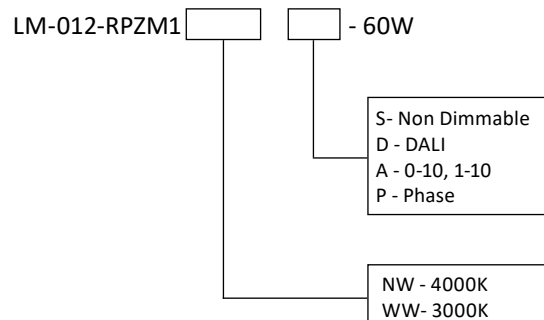 LM-012-RPZM1 - 60W
S- Non Dimmable
D - DALI
A - 0-10, 1-10
P - Phase
NW - 4000K
WW- 3000K